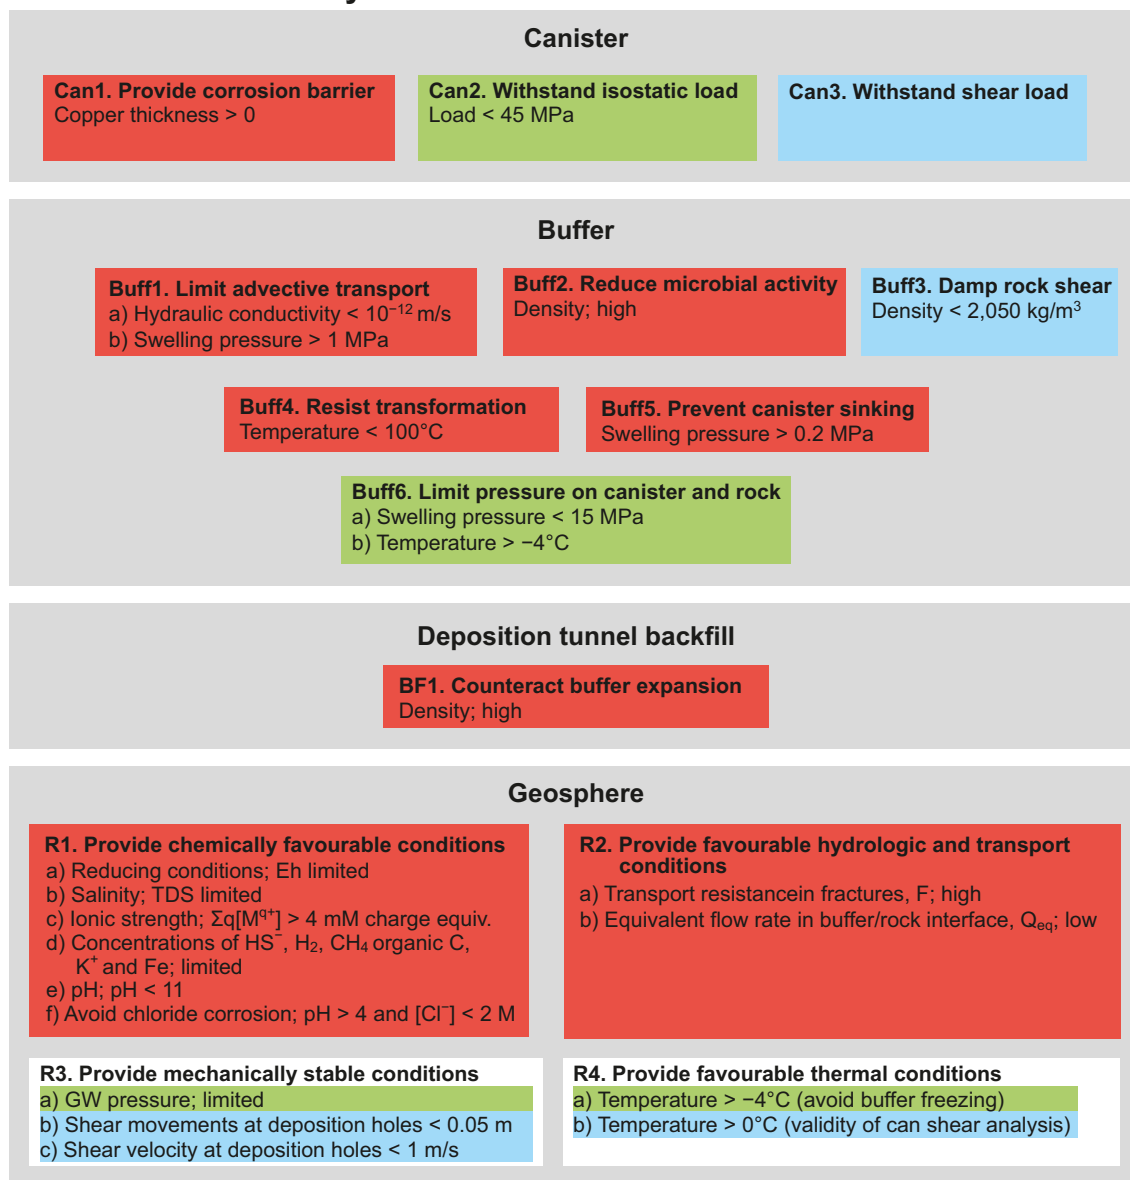 Canister
Can1. Provide corrosion barrier
Copper thickness > 0
Can2. Withstand isostatic load
Load < 45 MPa
Can3. Withstand shear load
Buffer
Buff1. Limit advective transport
a) Hydraulic conductivity < 10⁻¹² m/s
b) Swelling pressure > 1 MPa
Buff2. Reduce microbial activity
Density; high
Buff3. Damp rock shear
Density < 2,050 kg/m³
Buff4. Resist transformation
Temperature < 100°C
Buff5. Prevent canister sinking
Swelling pressure > 0.2 MPa
Buff6. Limit pressure on canister and rock
a) Swelling pressure < 15 MPa
b) Temperature > −4°C
Deposition tunnel backfill
BF1. Counteract buffer expansion
Density; high
Geosphere
R1. Provide chemically favourable conditions
a) Reducing conditions; Eh limited
b) Salinity; TDS limited
c) Ionic strength; Σq[M^q+] > 4 mM charge equiv.
d) Concentrations of HS⁻, H₂, CH₄ organic C,
K⁺ and Fe; limited
e) pH; pH < 11
f) Avoid chloride corrosion; pH > 4 and [Cl⁻] < 2 M
R2. Provide favourable hydrologic and transport
conditions
a) Transport resistancein fractures, F; high
b) Equivalent flow rate in buffer/rock interface, Q_eq; low
R3. Provide mechanically stable conditions
a) GW pressure; limited
b) Shear movements at deposition holes < 0.05 m
c) Shear velocity at deposition holes < 1 m/s
R4. Provide favourable thermal conditions
a) Temperature > −4°C (avoid buffer freezing)
b) Temperature > 0°C (validity of can shear analysis)